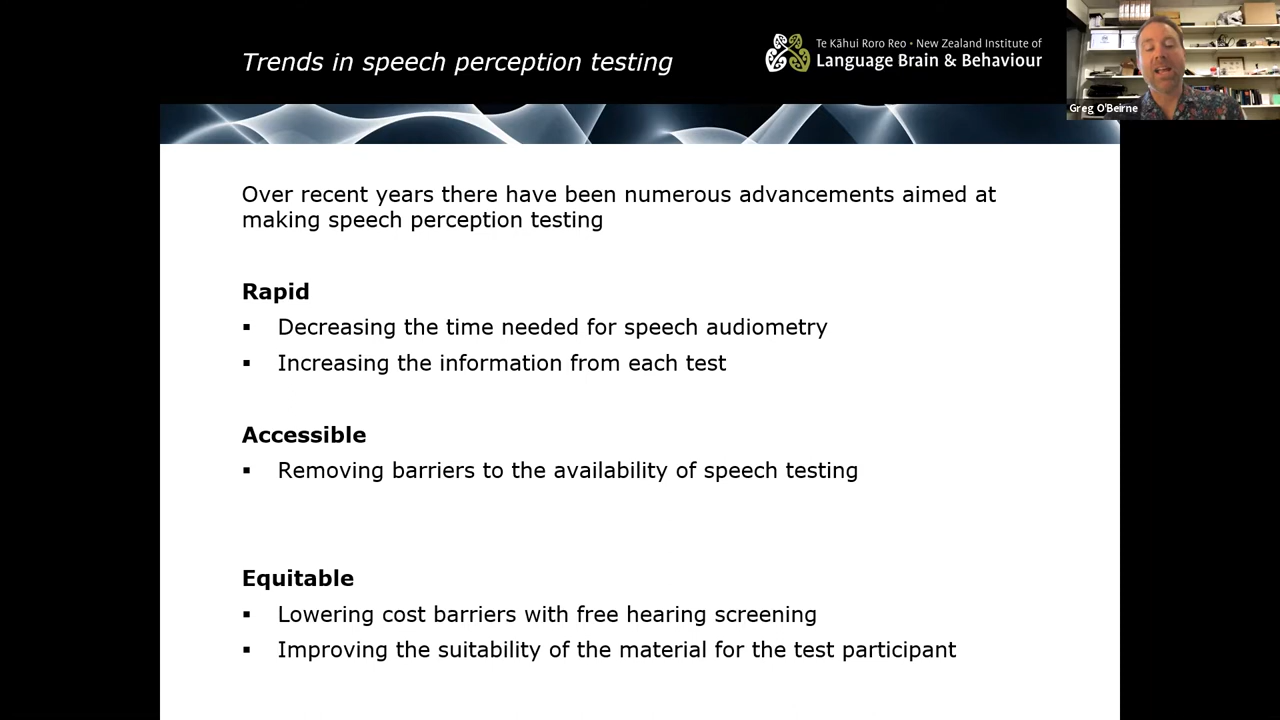 Trends in speech perception testing
Te Kāhui Roro Reo • New Zealand Institute of
Language Brain & Behaviour
Greg O'Beirne
Over recent years there have been numerous advancements aimed at
making speech perception testing
Rapid
▪ Decreasing the time needed for speech audiometry
▪ Increasing the information from each test
Accessible
▪ Removing barriers to the availability of speech testing
Equitable
▪ Lowering cost barriers with free hearing screening
▪ Improving the suitability of the material for the test participant